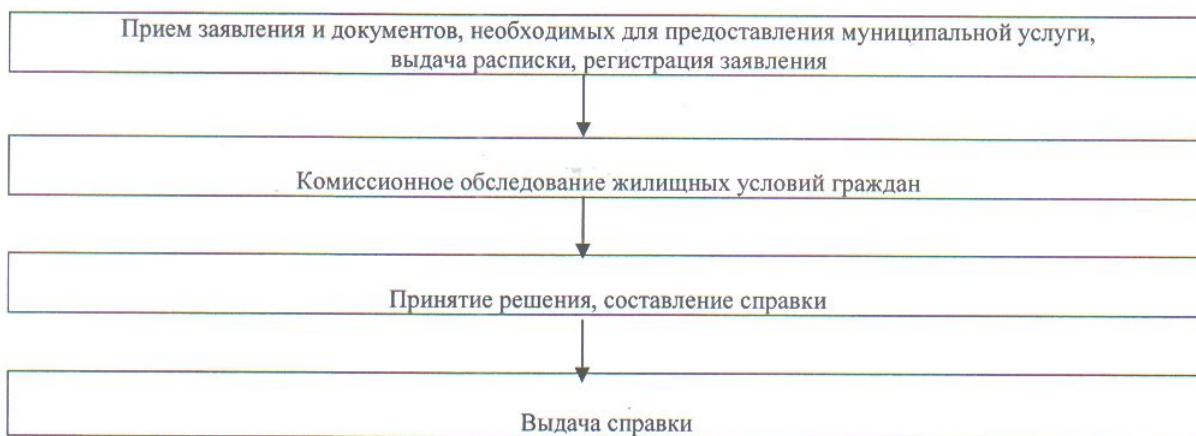 Прием заявления и документов, необходимых для предоставления муниципальной услуги,
выдача расписки, регистрация заявления
Комиссионное обследование жилищных условий граждан
Принятие решения, составление справки
Выдача справки